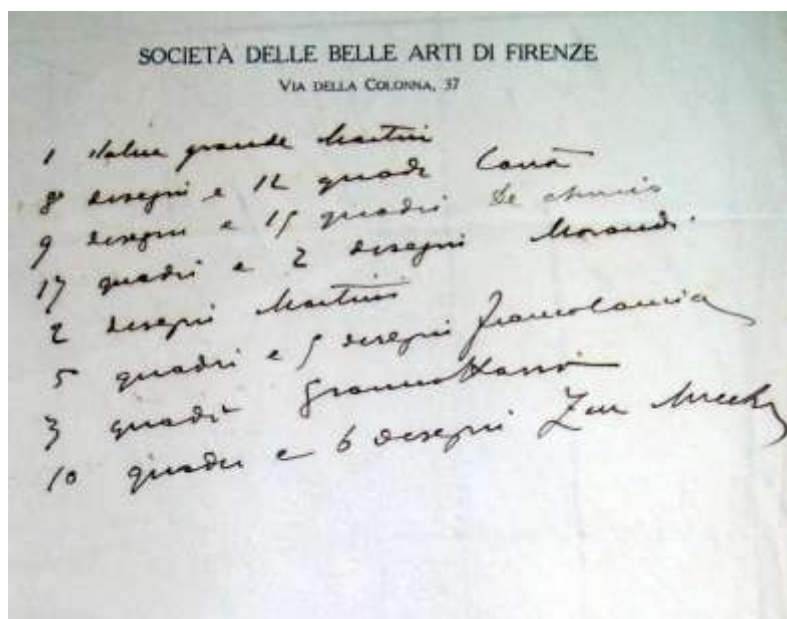 SOCIETÀ DELLE BELLE ARTI DI FIRENZE
VIA DELLA COLONNA, 37
1 statua grande Martini
8 disegni e 12 quadri Carrà
9 disegni e 15 quadri De Chirico
17 quadri e 2 disegni Morandi
2 disegni Martini
5 quadri e 5 disegni Francalancia
3 quadri
10 quadri e 6 disegni Zur Muehlen